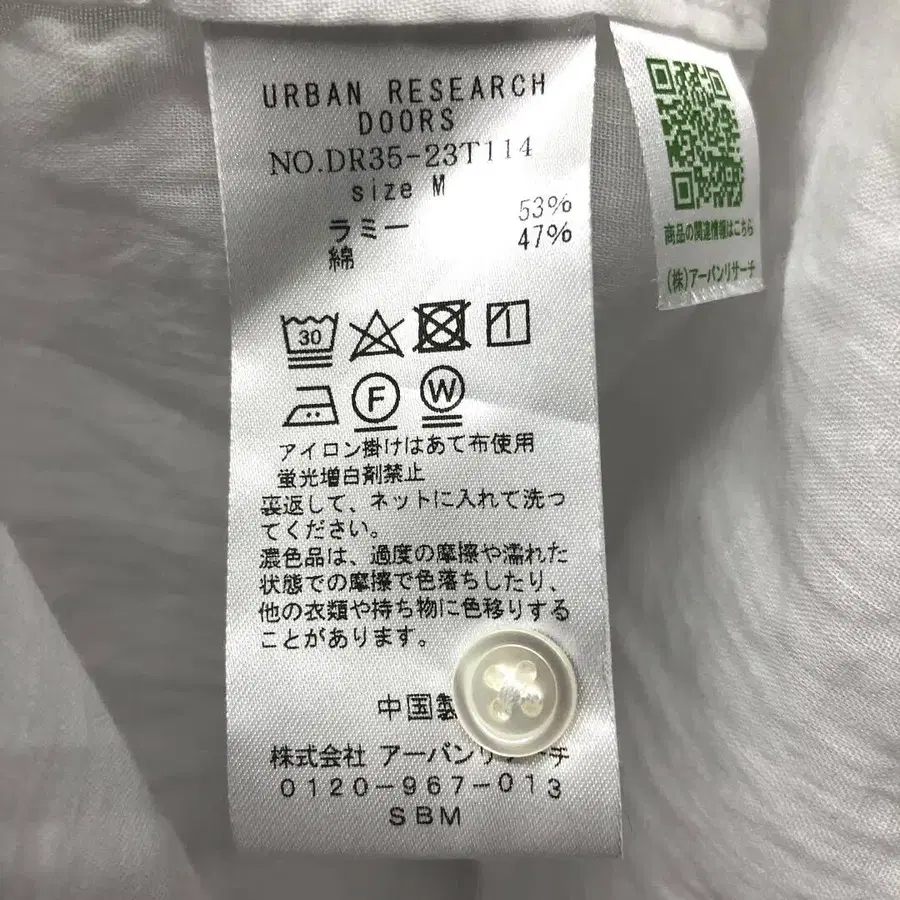 URBAN RESEARCH
DOORS
NO.DR35-23T114
size M
ラミー 53%
綿 47%
30
F W
アイロン掛けはあて布使用
蛍光増白剤禁止
裏返して、ネットに入れて洗っ
てください。
濃色品は、過度の摩擦や濡れた
状態での摩擦で色落ちしたり、
他の衣類や持ち物に色移りする
ことがあります。
中国製
株式会社 アーバンリサーチ
0120-967-013
SBM
商品の関連情報はこちら
(株)アーバンリサーチ